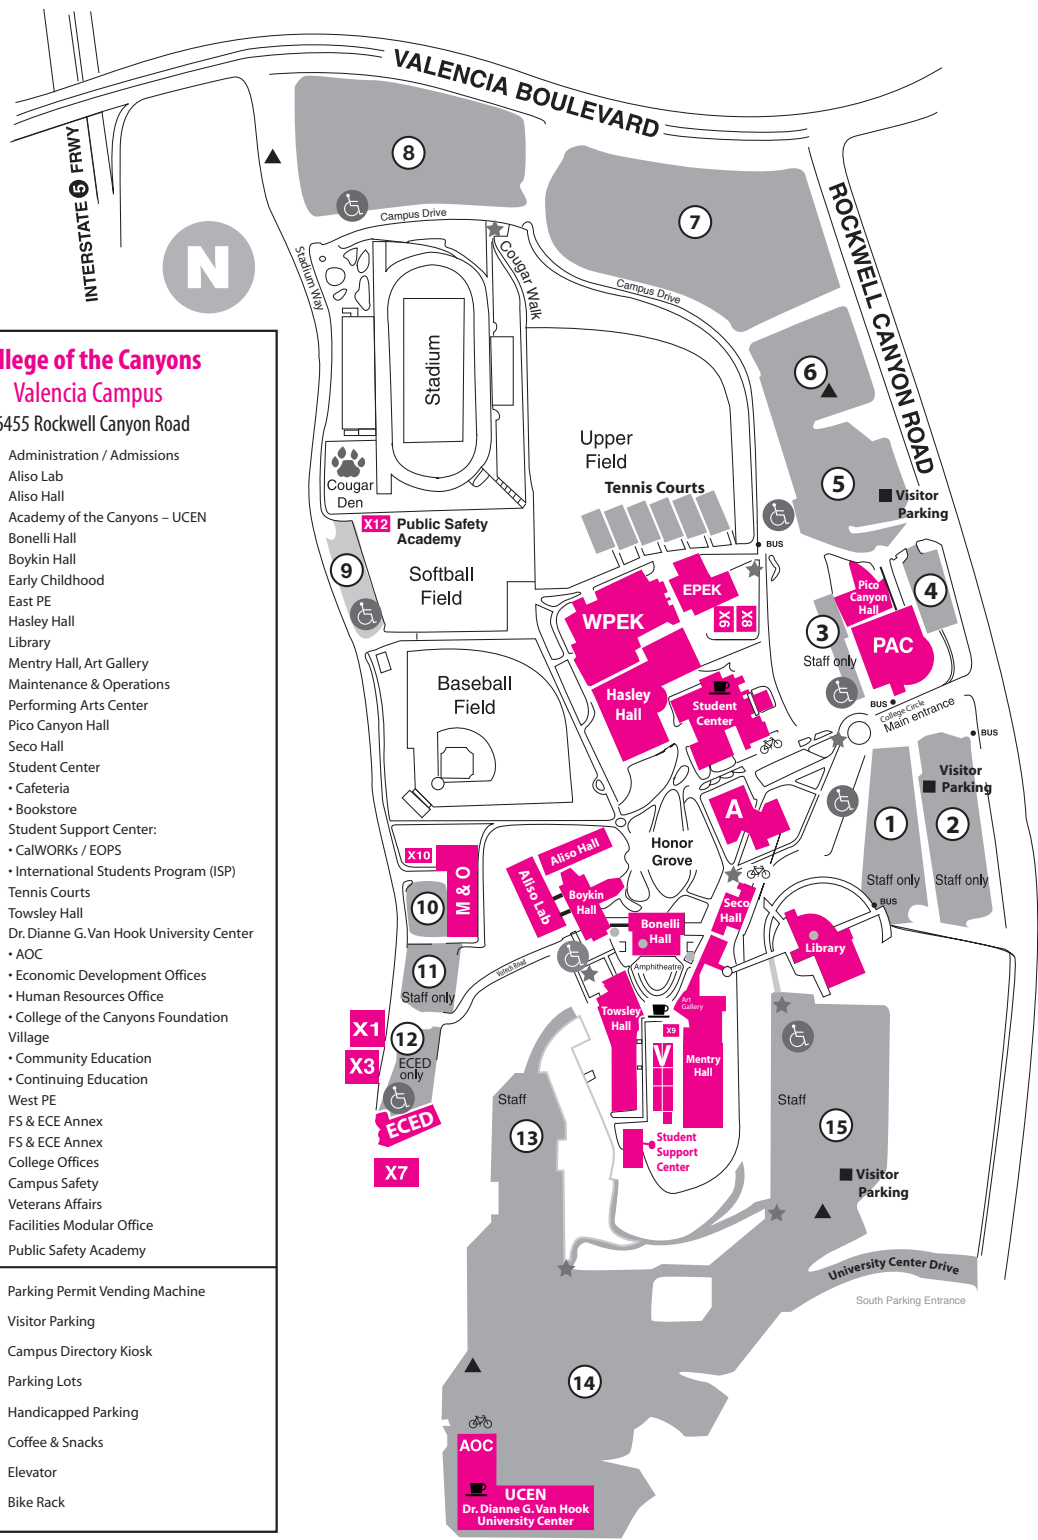 VALENCIA BOULEVARD
INTERSTATE 5 FRWY
ROCKWELL CANYON ROAD
8
7
N
Campus Drive
Stadium Way
Cougar Walk
Campus Drive
Stadium
6
Upper
Field
Cougar
Den
Tennis Courts
5
Visitor
Parking
X12 Public Safety
Academy
BUS
9
Softball
Field
EPEK
WPEK
X6
X8
Pico
Canyon
Hall
4
3
Staff only
PAC
Baseball
Field
Hasley
Hall
Student
Center
BUS
College Circle
Main entrance
BUS
Visitor
Parking
A
1
2
Honor
Grove
Staff only
Staff only
BUS
X10
M & O
Aliso Hall
Aliso Lab
Boykin
Hall
Seco
Hall
10
Bonelli
Hall
Library
11
Staff only
Valtech Road
Amphitheatre
Art
Gallery
Towsley
Hall
X9
V
Mentry
Hall
X1
X3
12
ECED
only
ECED
X7
Staff
13
Staff
15
Student
Support
Center
Visitor
Parking
University Center Drive
South Parking Entrance
14
AOC
UCEN
Dr. Dianne G. Van Hook
University Center
llege of the Canyons
Valencia Campus
6455 Rockwell Canyon Road
Administration / Admissions
Aliso Lab
Aliso Hall
Academy of the Canyons – UCEN
Bonelli Hall
Boykin Hall
Early Childhood
East PE
Hasley Hall
Library
Mentry Hall, Art Gallery
Maintenance & Operations
Performing Arts Center
Pico Canyon Hall
Seco Hall
Student Center
• Cafeteria
• Bookstore
Student Support Center:
• CalWORKs / EOPS
• International Students Program (ISP)
Tennis Courts
Towsley Hall
Dr. Dianne G. Van Hook University Center
• AOC
• Economic Development Offices
• Human Resources Office
• College of the Canyons Foundation
Village
• Community Education
• Continuing Education
West PE
FS & ECE Annex
FS & ECE Annex
College Offices
Campus Safety
Veterans Affairs
Facilities Modular Office
Public Safety Academy
Parking Permit Vending Machine
Visitor Parking
Campus Directory Kiosk
Parking Lots
Handicapped Parking
Coffee & Snacks
Elevator
Bike Rack